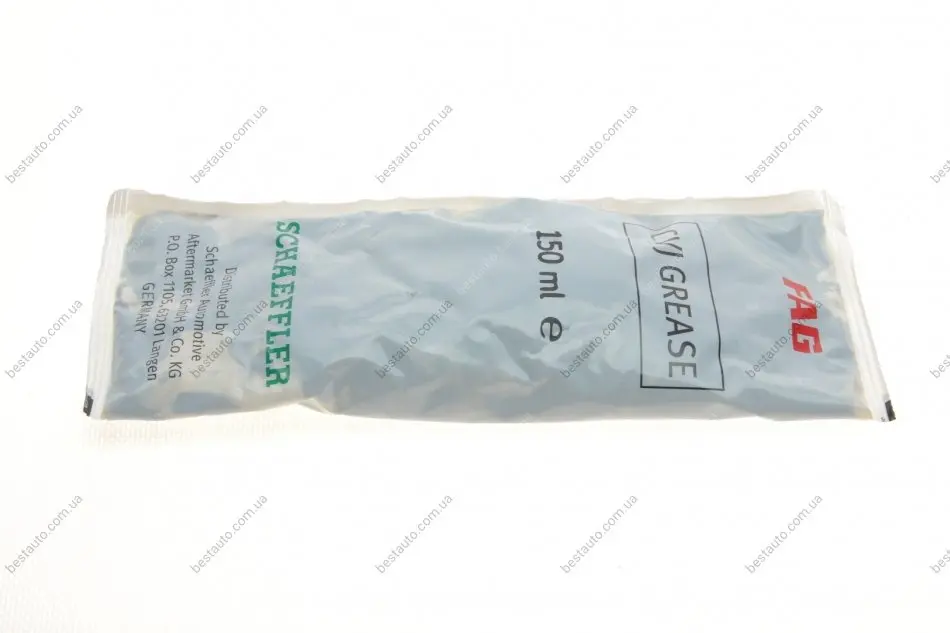 FAG
CVJ GREASE
150 ml e
SCHAEFFLER
Distributed by
Schaeffler Automotive
Aftermarket GmbH & Co. KG
P.O. Box 1105,63201 Langen
GERMANY
bestauto.com.ua